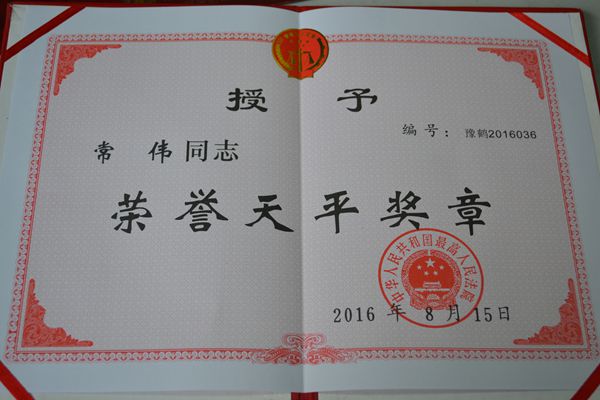 授 予
编号：豫鹤2016036
常 伟 同志
荣誉天平奖章
中华人民共和国最高人民法院
2016 年 8 月 15日